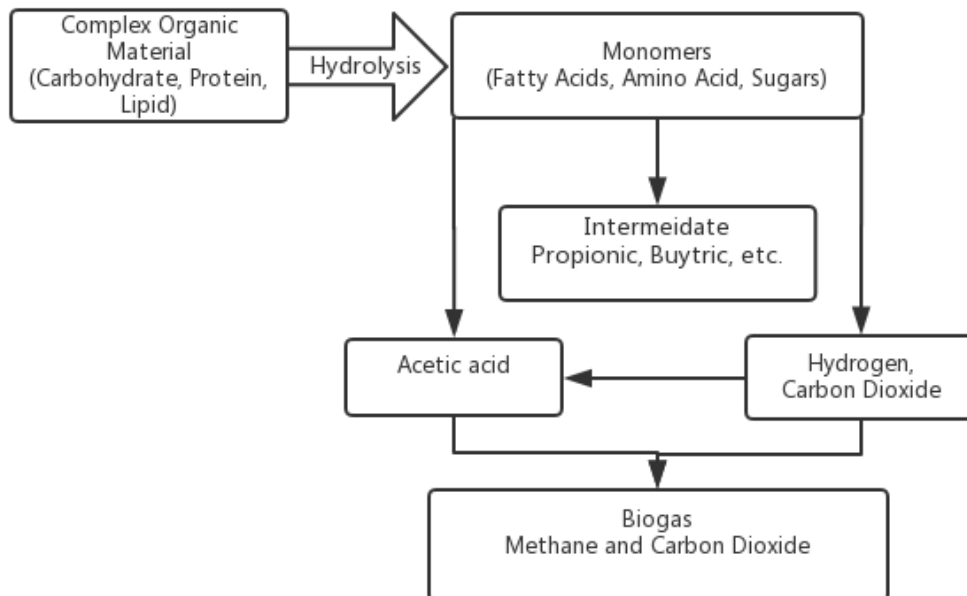 Complex Organic
Material
(Carbohydrate, Protein,
Lipid)
Hydrolysis
Monomers
(Fatty Acids, Amino Acid, Sugars)
Intermeidate
Propionic, Buytric, etc.
Acetic acid
Hydrogen,
Carbon Dioxide
Biogas
Methane and Carbon Dioxide